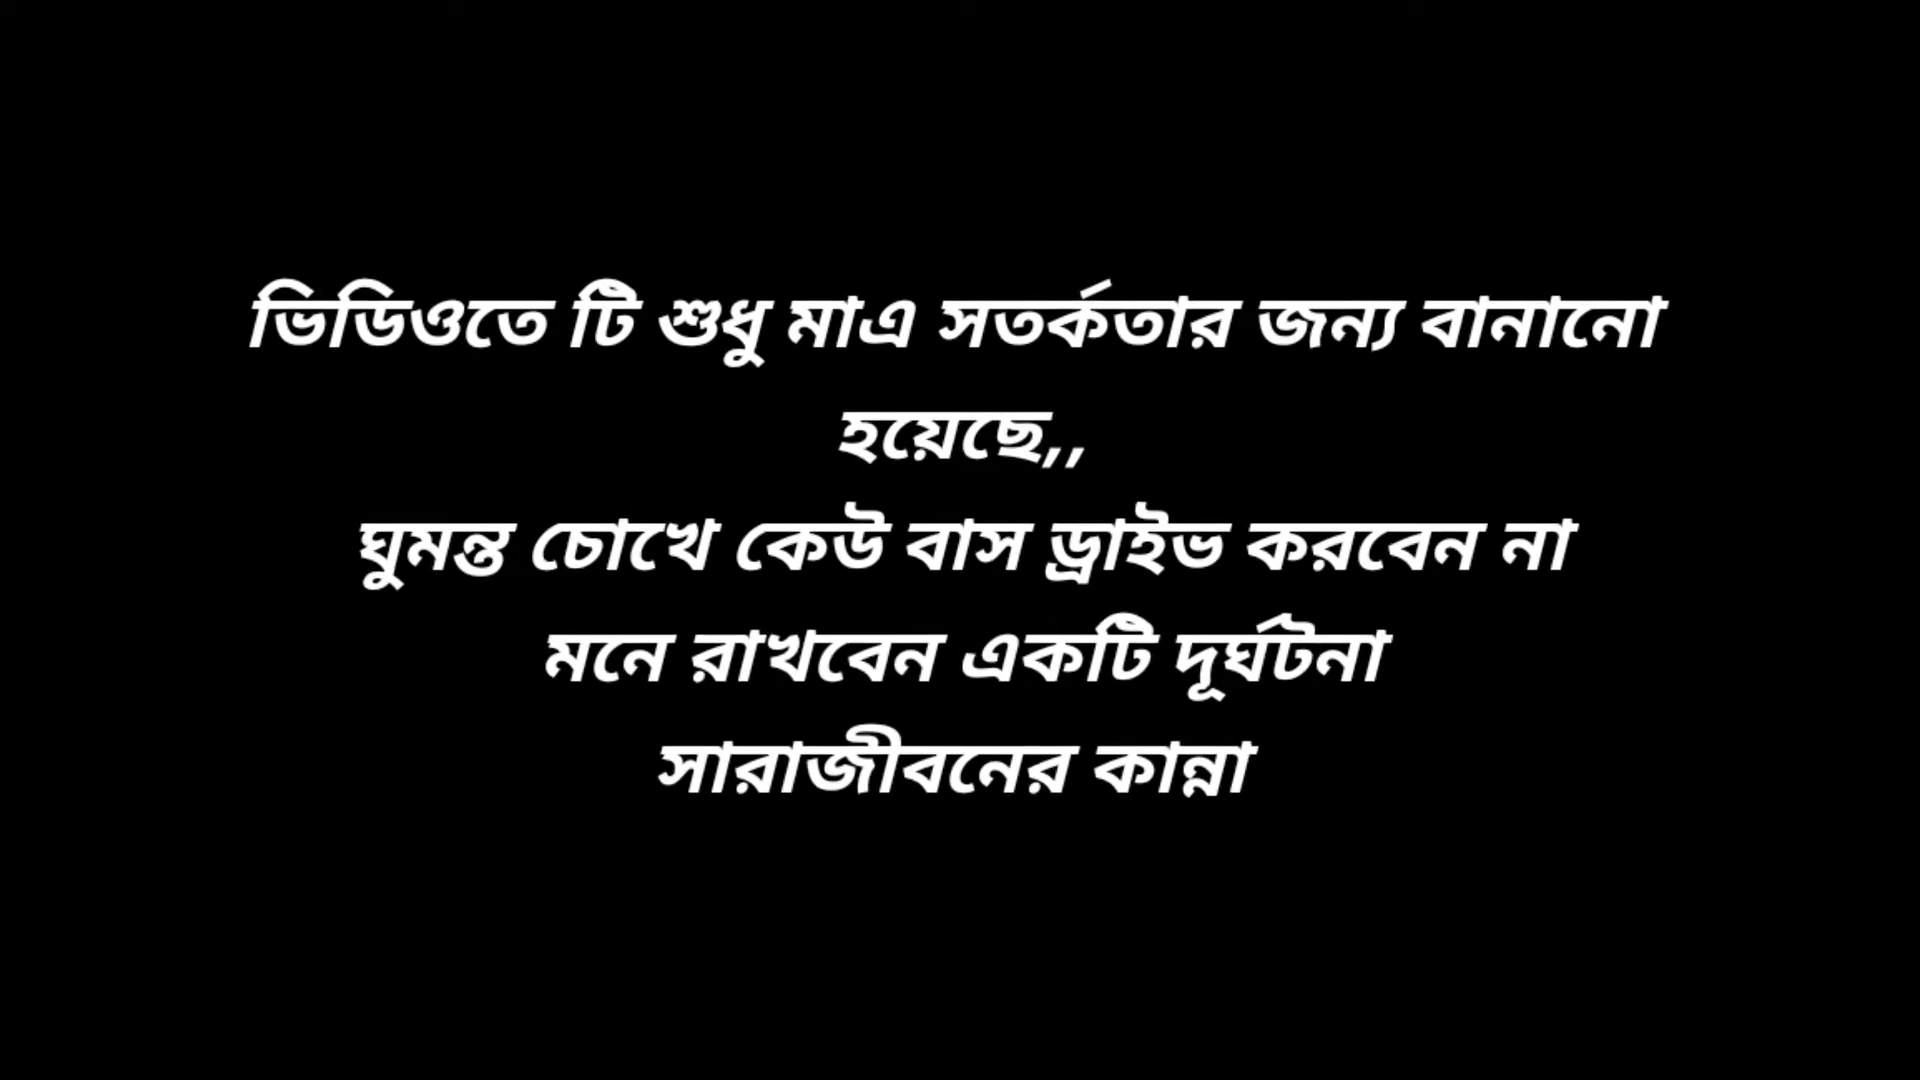 ভিডিওতে টি শুধু মাএ সতর্কতার জন্য বানানো
হয়েছে,,
ঘুমন্ত চোখে কেউ বাস ড্রাইভ করবেন না
মনে রাখবেন একটি দূর্ঘটনা
সারাজীবনের কান্না